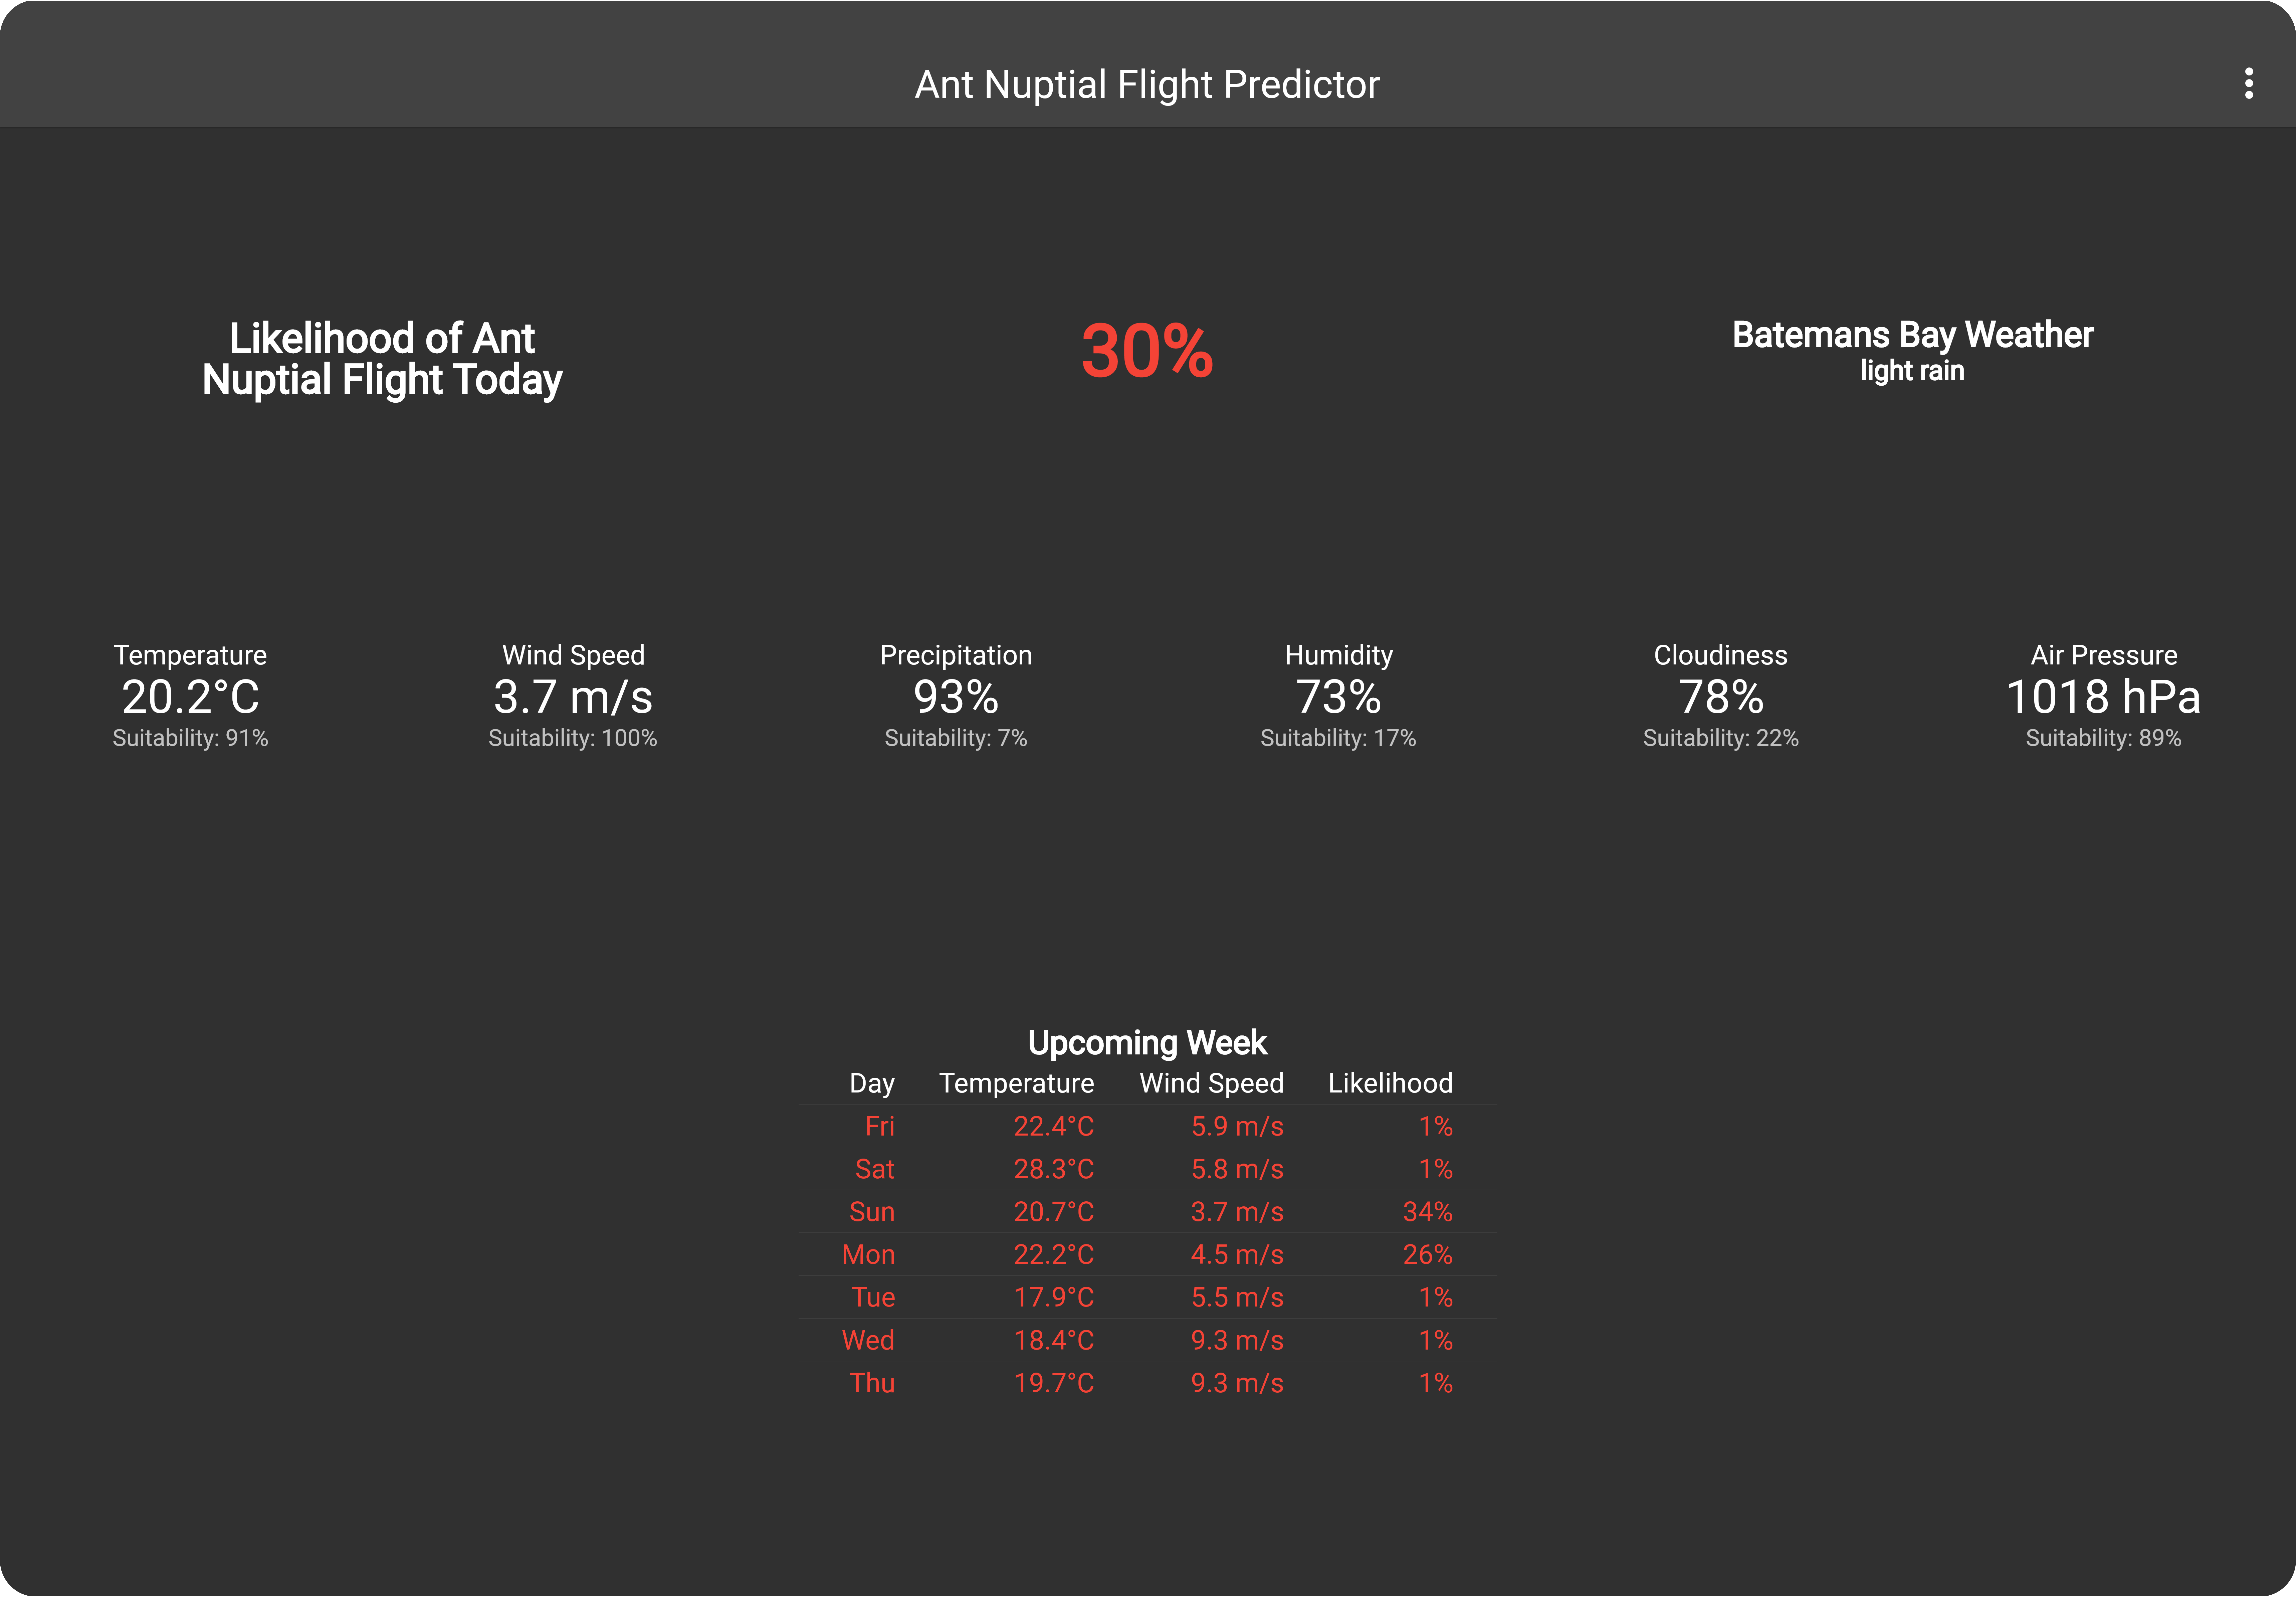 Ant Nuptial Flight Predictor
Likelihood of Ant
Nuptial Flight Today
30%
Batemans Bay Weather
light rain
Temperature
20.2°C
Suitability: 91%
Wind Speed
3.7 m/s
Suitability: 100%
Precipitation
93%
Suitability: 7%
Humidity
73%
Suitability: 17%
Cloudiness
78%
Suitability: 22%
Air Pressure
1018 hPa
Suitability: 89%
Upcoming Week
Day Temperature Wind Speed Likelihood
Fri 22.4°C 5.9 m/s 1%
Sat 28.3°C 5.8 m/s 1%
Sun 20.7°C 3.7 m/s 34%
Mon 22.2°C 4.5 m/s 26%
Tue 17.9°C 5.5 m/s 1%
Wed 18.4°C 9.3 m/s 1%
Thu 19.7°C 9.3 m/s 1%